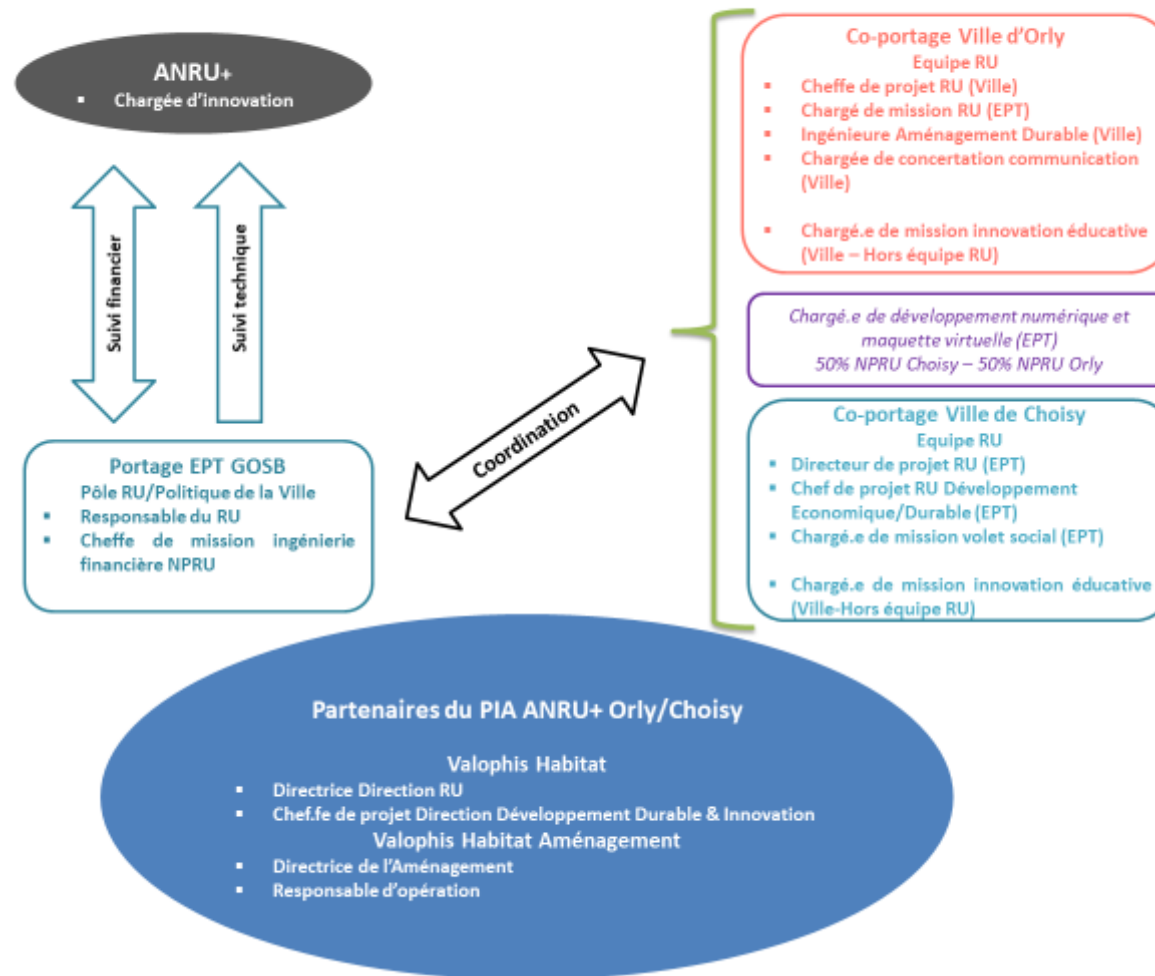 ANRU+
▪ Chargée d'innovation
Suivi financier
Suivi technique
Portage EPT GOSB
Pôle RU/Politique de la Ville
▪ Responsable du RU
▪ Cheffe de mission ingénierie
financière NPRU
Coordination
Co-portage Ville d'Orly
Equipe RU
▪ Cheffe de projet RU (Ville)
▪ Chargé de mission RU (EPT)
▪ Ingénieure Aménagement Durable (Ville)
▪ Chargée de concertation communication
(Ville)
▪ Chargé.e de mission innovation éducative
(Ville – Hors équipe RU)
Chargé.e de développement numérique et
maquette virtuelle (EPT)
50% NPRU Choisy – 50% NPRU Orly
Co-portage Ville de Choisy
Equipe RU
▪ Directeur de projet RU (EPT)
▪ Chef de projet RU Développement
Economique/Durable (EPT)
▪ Chargé.e de mission volet social (EPT)
▪ Chargé.e de mission innovation éducative
(Ville-Hors équipe RU)
Partenaires du PIA ANRU+ Orly/Choisy
Valophis Habitat
▪ Directrice Direction RU
▪ Chef.fe de projet Direction Développement Durable & Innovation
Valophis Habitat Aménagement
▪ Directrice de l'Aménagement
▪ Responsable d'opération